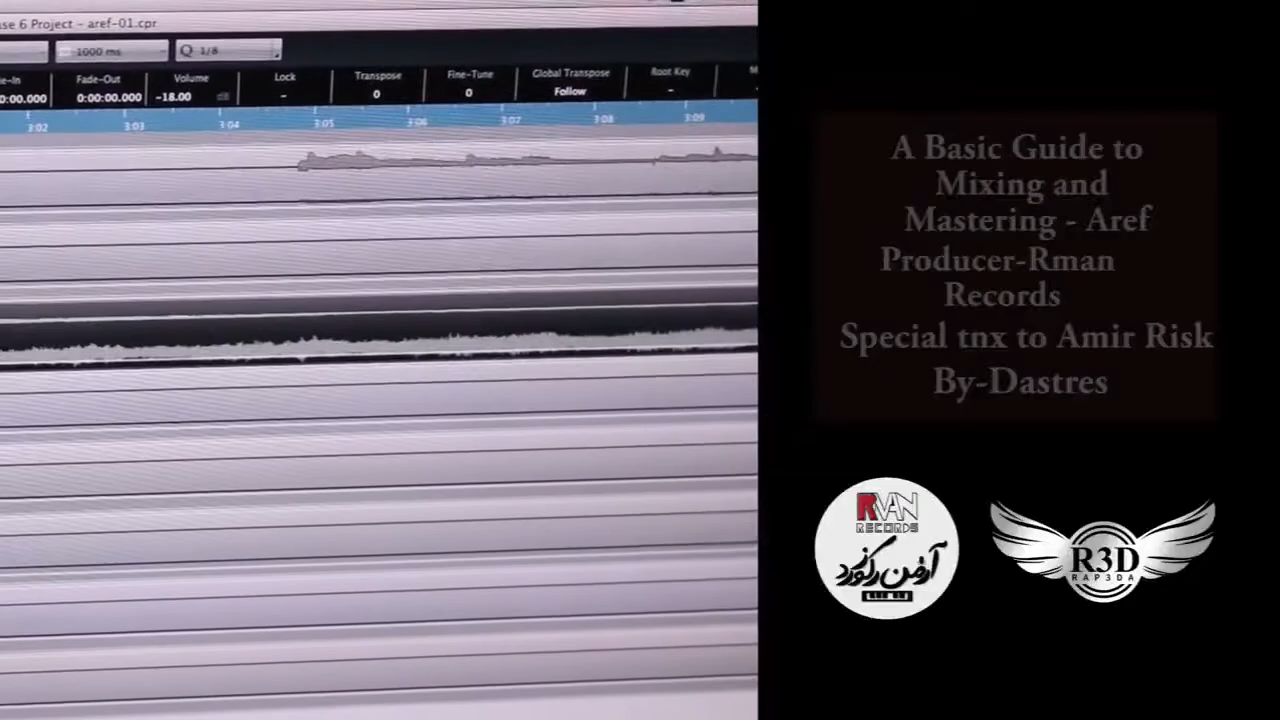 se 6 Project - aref-01.cpr
1000 ms
Q 1/8
e-In Fade-Out Volume Lock Transpose Fine-Tune Global Transpose Root Key M
0:00.000 0:00:00.000 -18.00 dB - 0 0 Follow -
3:02 3:03 3:04 3:05 3:06 3:07 3:08 3:09
A Basic Guide to
Mixing and
Mastering - Aref
Producer-Rman
Records
Special tnx to Amir Risk
By-Dastres
RMAN
RECORDS
آرمن رکورد
R3D
RAP3DA